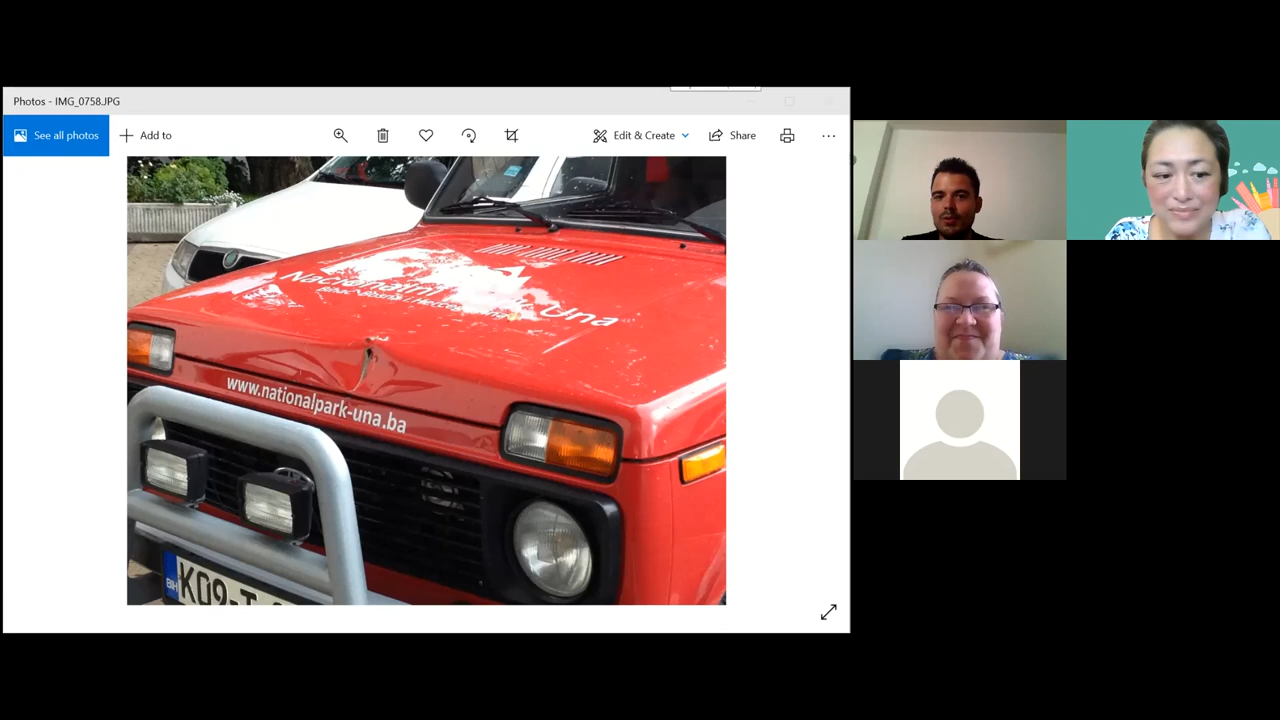 Photos - IMG_0758.JPG
See all photos
Add to
Edit & Create
Share
Una
www.nationalpark-una.ba
BIH
K09-T